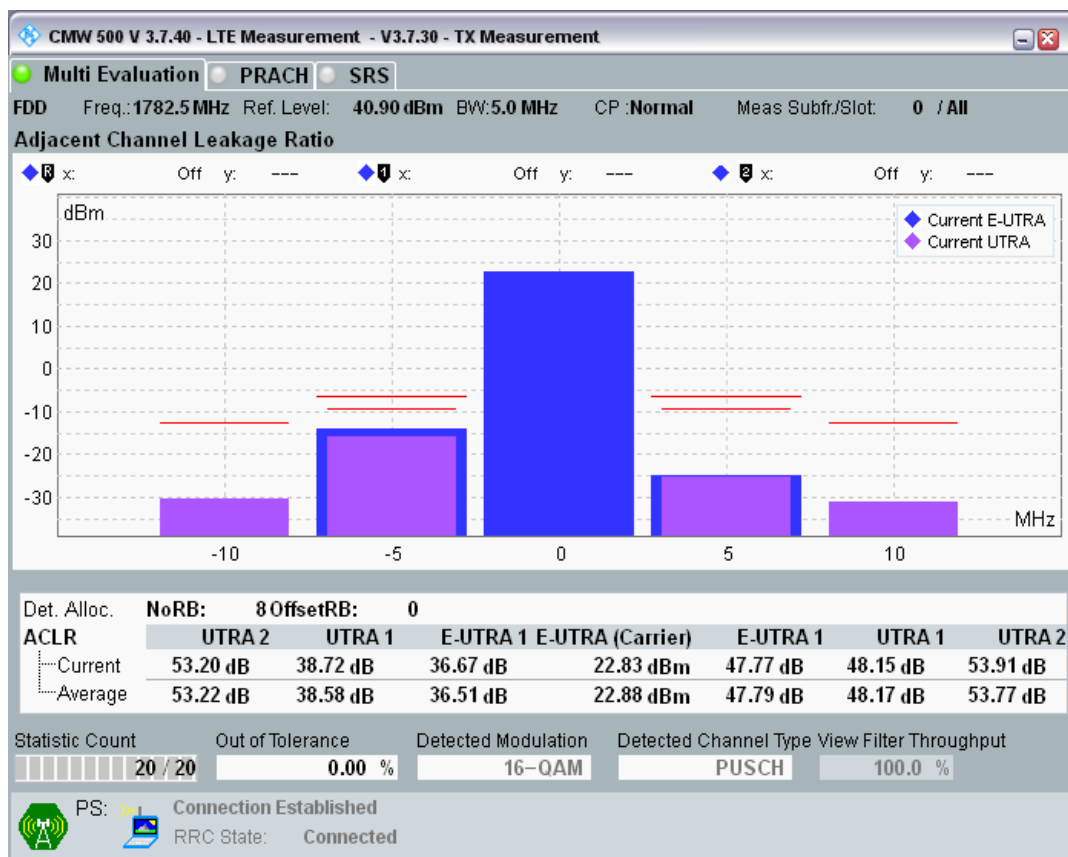 CMW 500 V 3.7.40 - LTE Measurement - V3.7.30 - TX Measurement
Multi Evaluation PRACH SRS
FDD Freq.: 1782.5 MHz Ref. Level: 40.90 dBm BW: 5.0 MHz CP : Normal Meas Subfr./Slot: 0 / All
Adjacent Channel Leakage Ratio
R x: Off y: --- 1 x: Off y: --- 2 x: Off y: ---
dBm
Current E-UTRA
Current UTRA
30
20
10
0
-10
-20
-30
MHz
-10 -5 0 5 10
Det. Alloc. NoRB: 8 OffsetRB: 0
ACLR UTRA 2 UTRA 1 E-UTRA 1 E-UTRA (Carrier) E-UTRA 1 UTRA 1 UTRA 2
Current 53.20 dB 38.72 dB 36.67 dB 22.83 dBm 47.77 dB 48.15 dB 53.91 dB
Average 53.22 dB 38.58 dB 36.51 dB 22.88 dBm 47.79 dB 48.17 dB 53.77 dB
Statistic Count Out of Tolerance Detected Modulation Detected Channel Type View Filter Throughput
20 / 20 0.00 % 16-QAM PUSCH 100.0 %
PS: Connection Established
RRC State: Connected